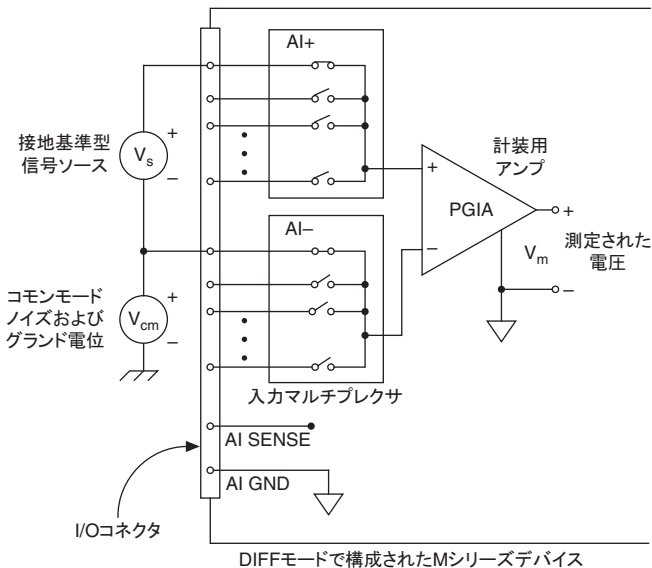 AI+
接地基準型
信号ソース
+
Vs
–
+
PGIA
–
計装用
アンプ
+
Vm
測定された
電圧
–
AI–
コモンモード
ノイズおよび
グランド電位
+
Vcm
–
入力マルチプレクサ
AI SENSE
AI GND
I/Oコネクタ
DIFFモードで構成されたMシリーズデバイス